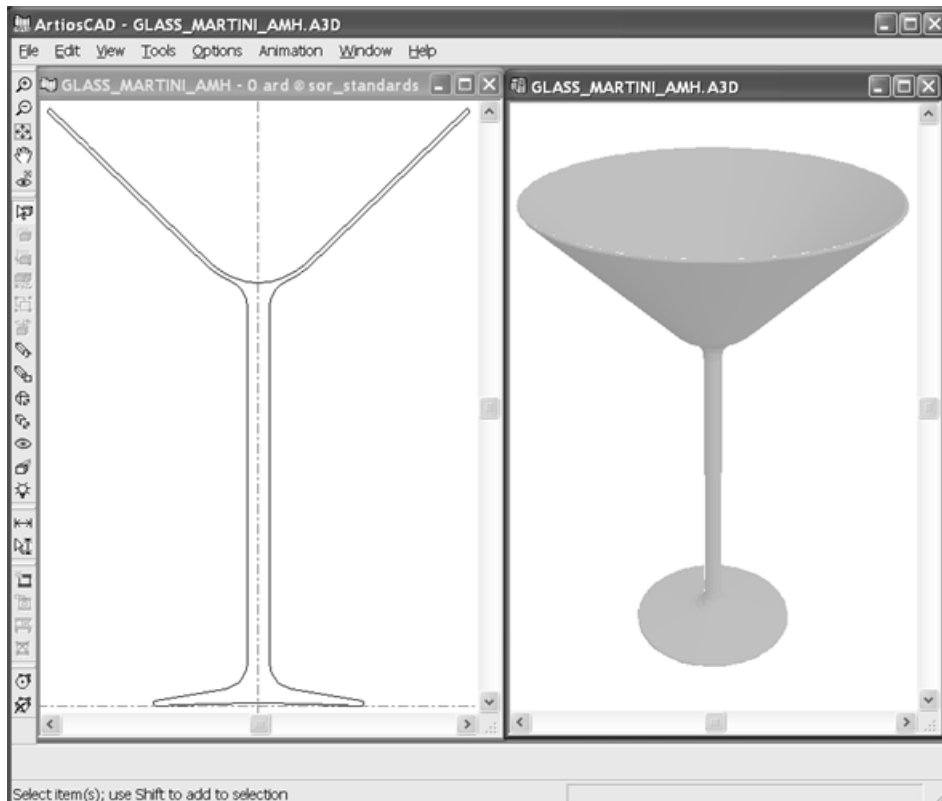 ArtiosCAD - GLASS_MARTINI_AMH.A3D
File Edit View Tools Options Animation Window Help
GLASS_MARTINI_AMH - 0 ard @ sor_standards
GLASS_MARTINI_AMH.A3D
Select item(s); use Shift to add to selection